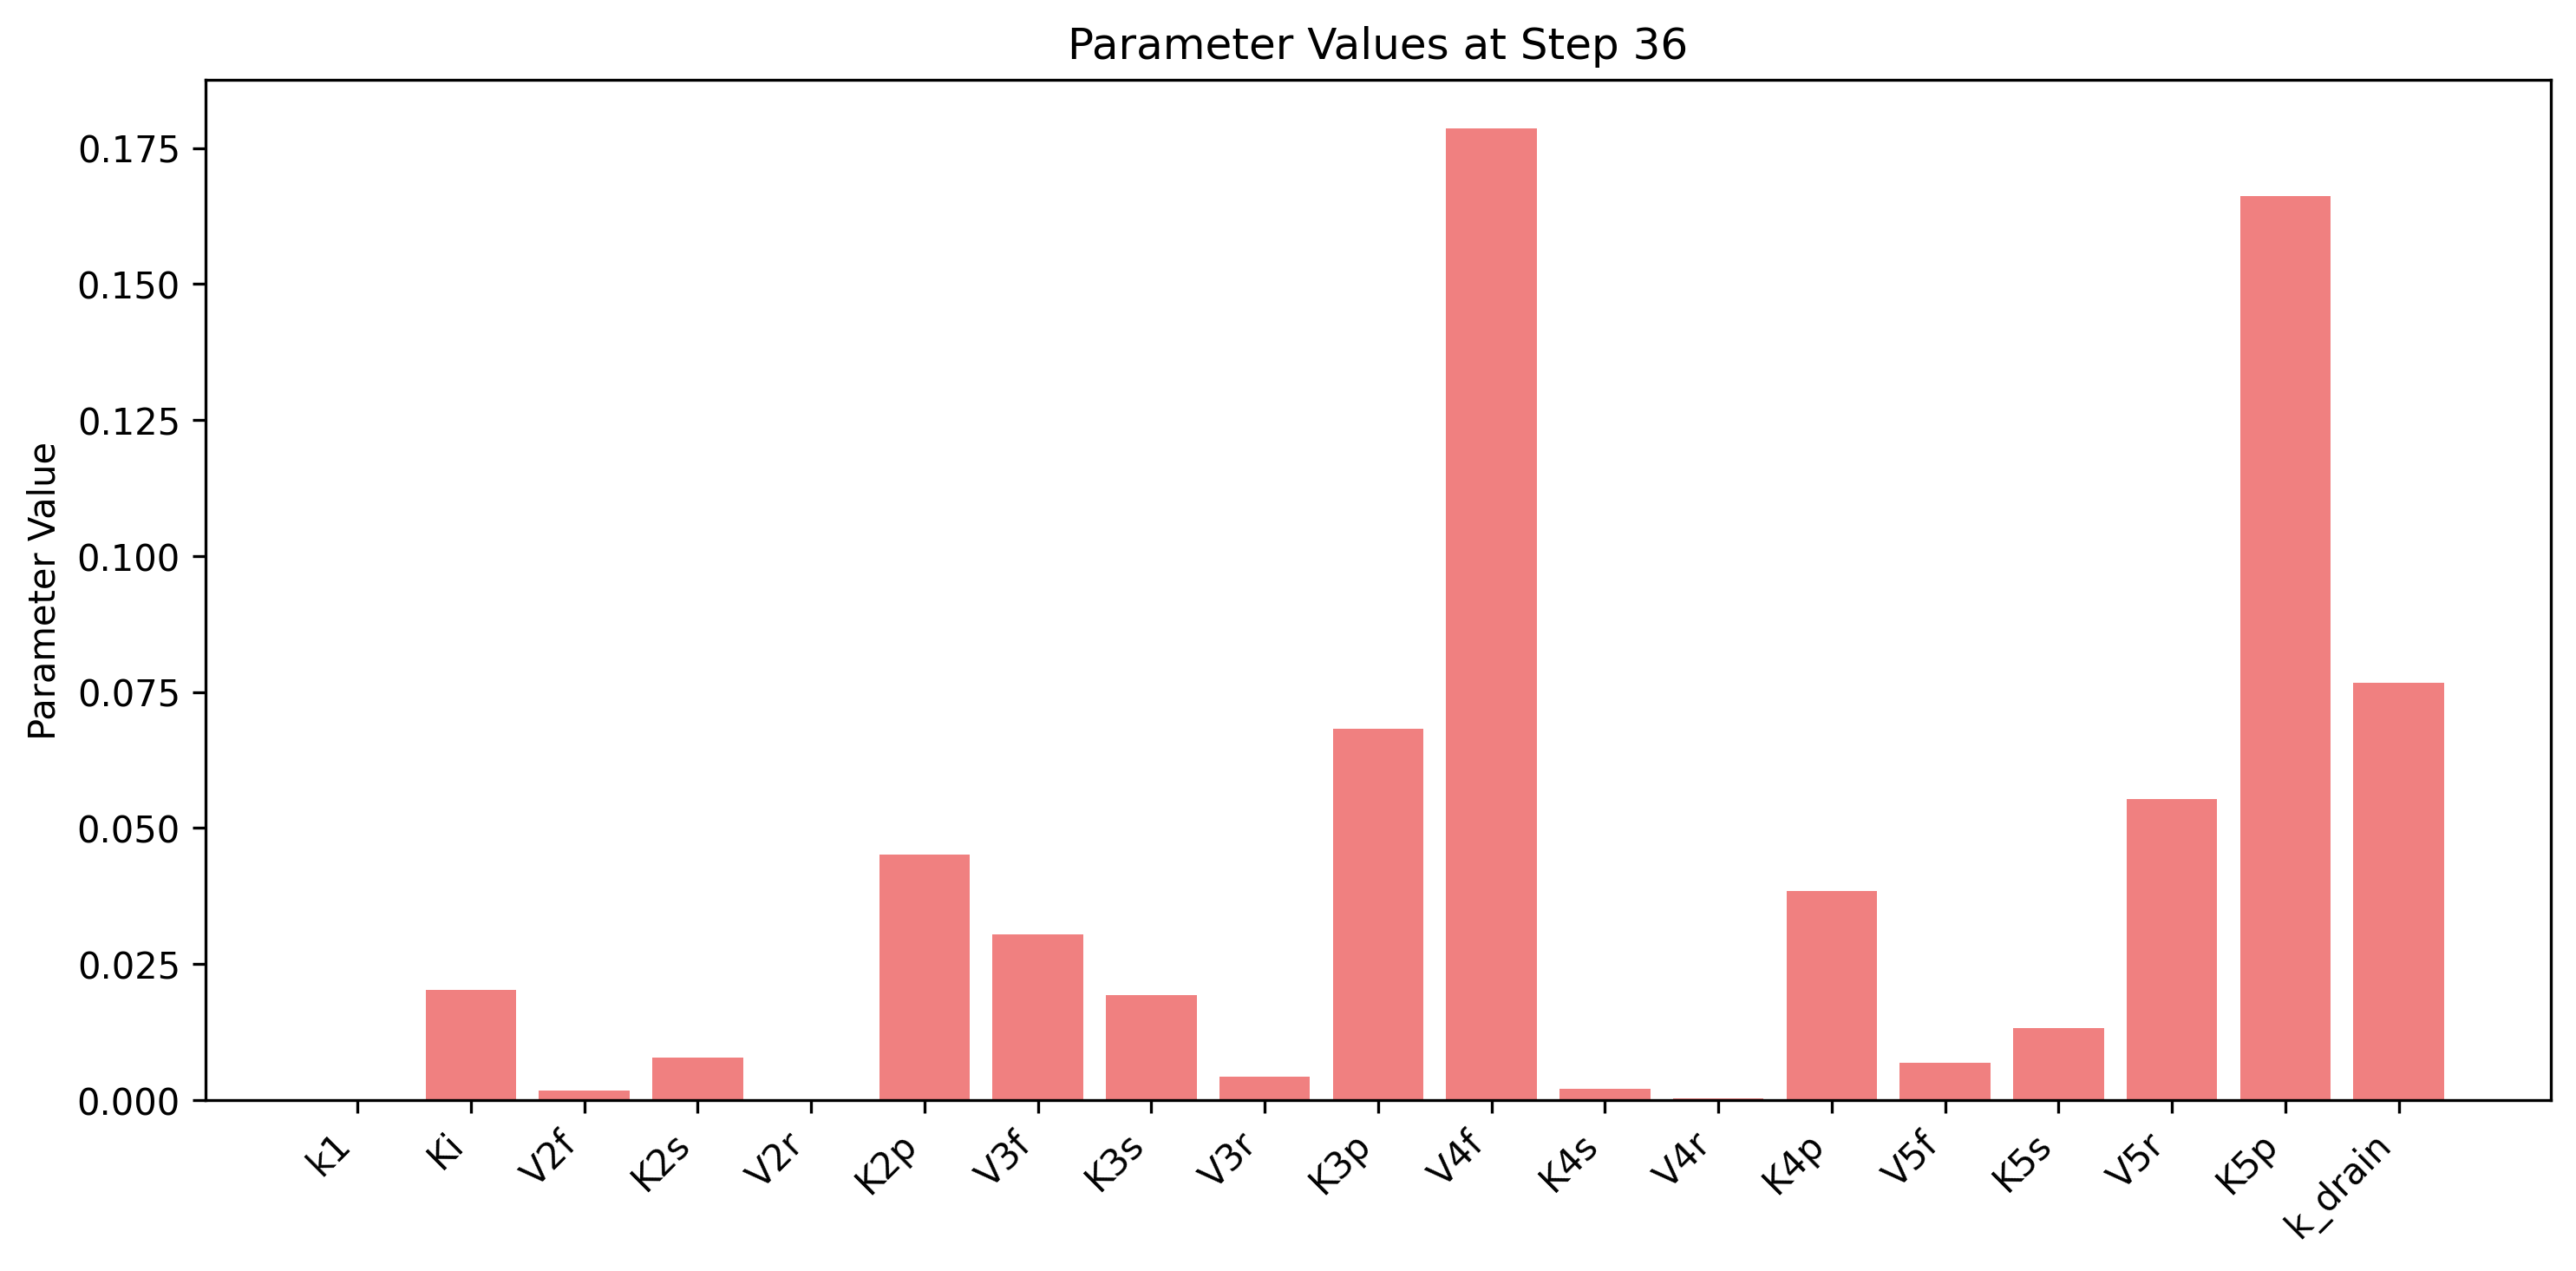 Parameter Values at Step 36
Parameter Value
0.175
0.150
0.125
0.100
0.075
0.050
0.025
0.000
k1
Ki
V2f
K2s
V2r
K2p
V3f
K3s
V3r
K3p
V4f
K4s
V4r
K4p
V5f
K5s
V5r
K5p
k_drain